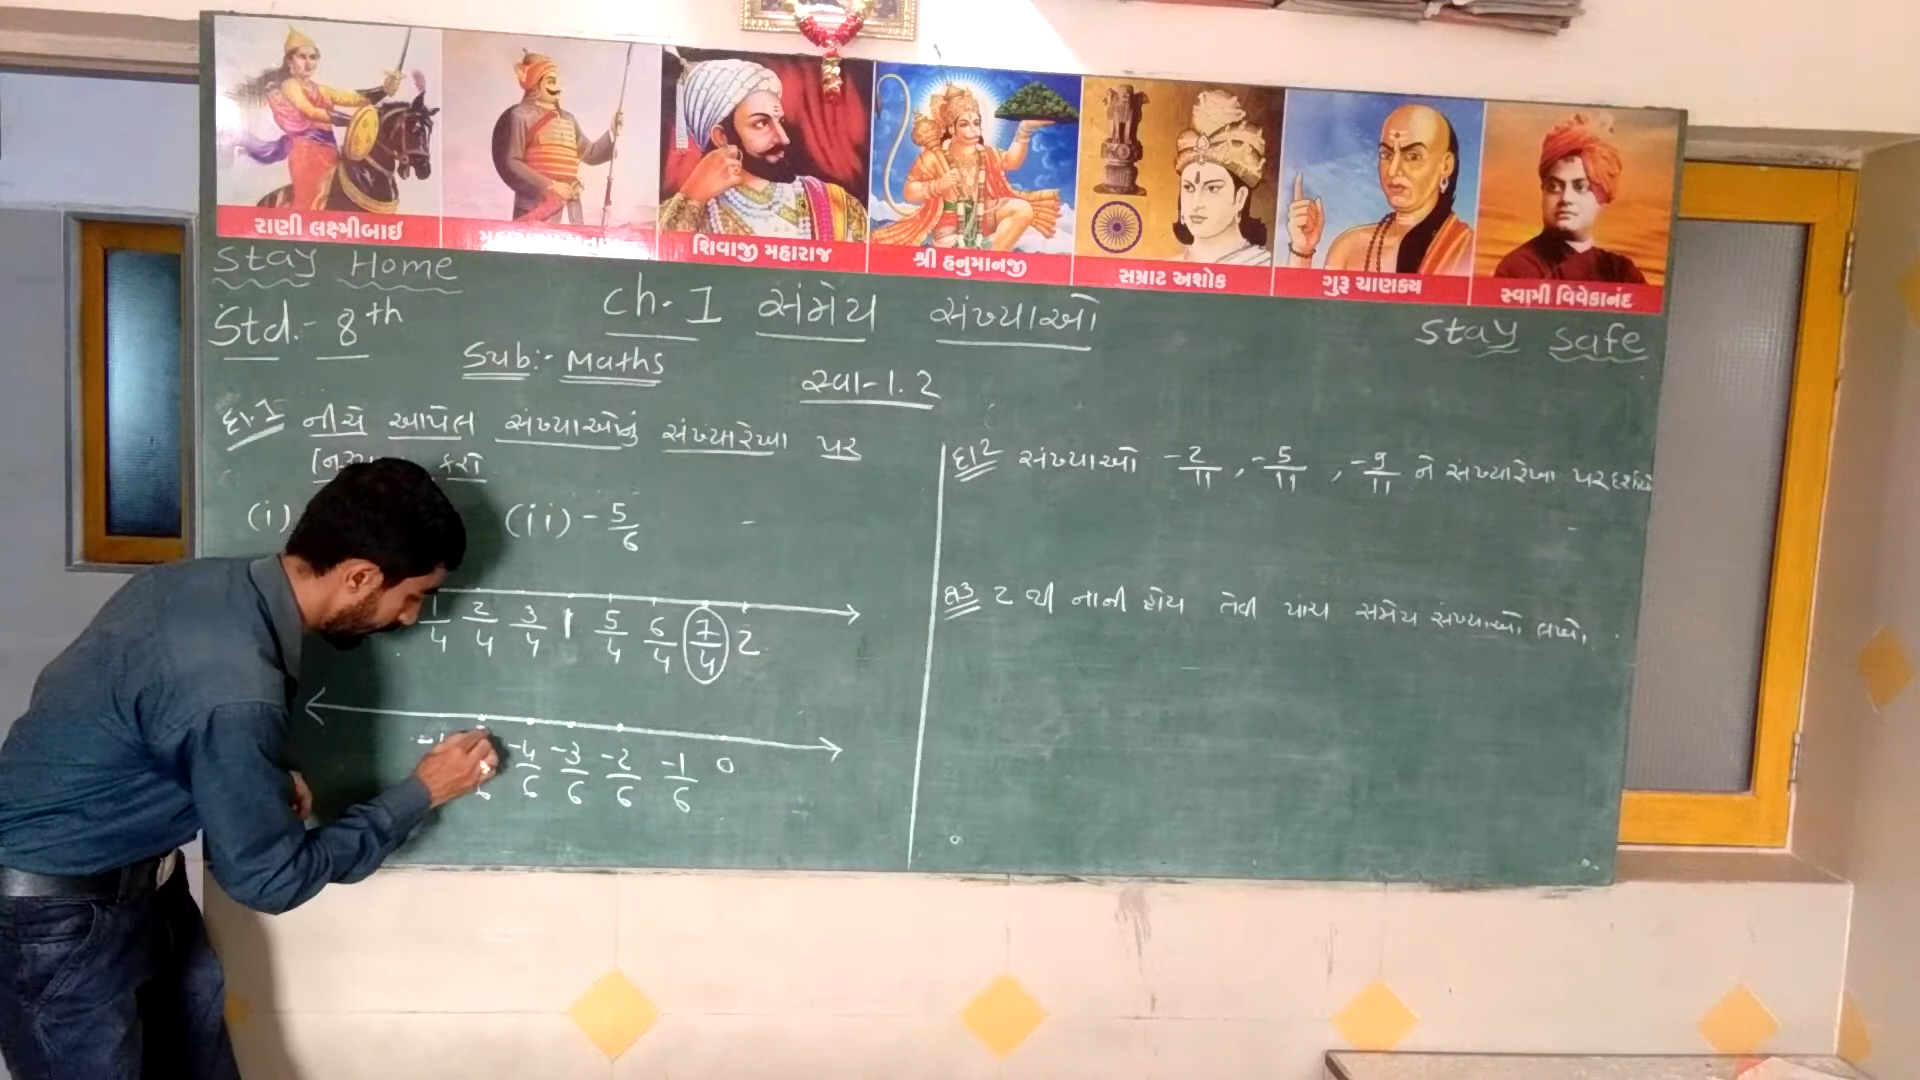 રાણી લક્ષ્મીબાઈ
શિવાજી મહારાજ
શ્રી હનુમાનજી
સમ્રાટ અશોક
ગુરૂ ચાણક્ય
સ્વામી વિવેકાનંદ
Stay Home
Std.- 8th
Ch-1 સંમેય સંખ્યાઓ
Stay Safe
Sub:- Maths
સ્વા-1.2
દા.1 નીચે આપેલ સંખ્યાઓનું સંખ્યારેખા પર
કરો
(i) (ii) -5/6
1/4 2/4 3/4 1 5/4 6/4 7/4 2
-4/6 -3/6 -2/6 -1/6 0
દા2 સંખ્યાઓ -2/11, -5/11, -9/11 ને સંખ્યારેખા પર દર્શાવો
દા3 2 થી નાની હોય તેવી પાંચ સંમેય સંખ્યાઓ લખો.